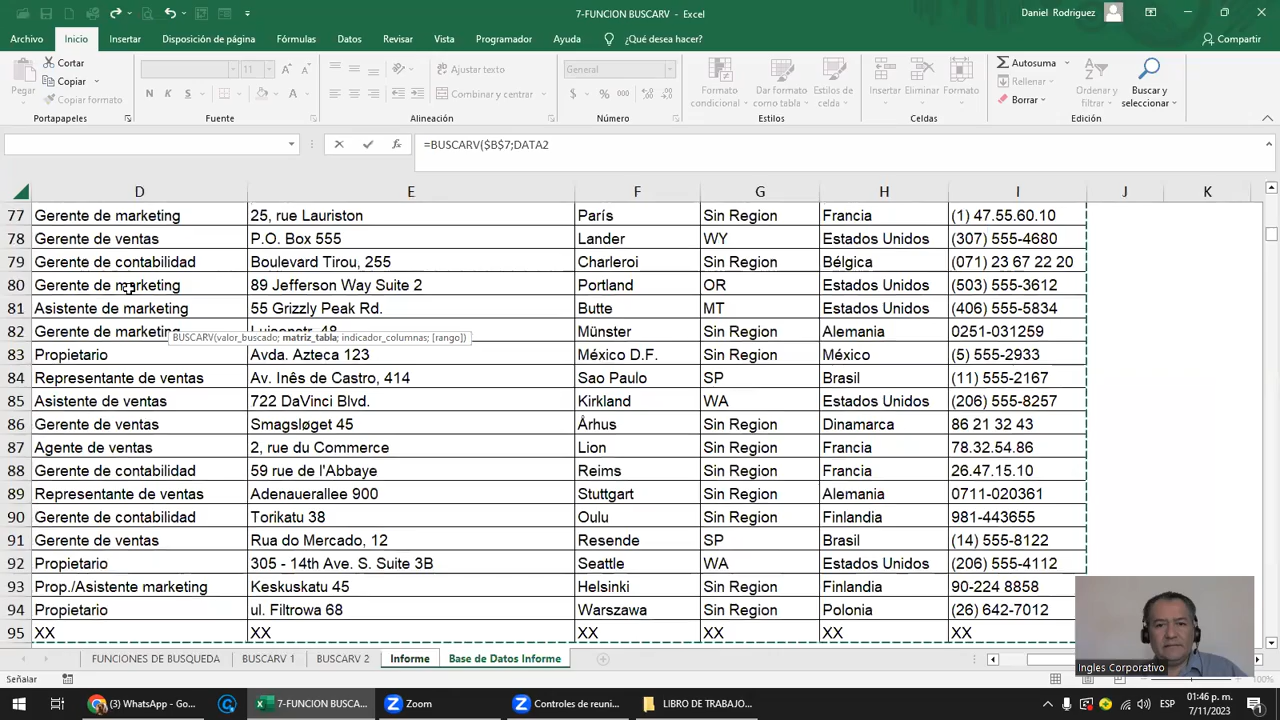 7-FUNCION BUSCARV - Excel
Daniel Rodriguez
Archivo Inicio Insertar Disposición de página Fórmulas Datos Revisar Vista Programador Ayuda ¿Qué desea hacer? Compartir
Pegar
Cortar
Copiar
Copiar formato
Portapapeles
11
N K S
Fuente
Ajustar texto
Combinar y centrar
Alineación
General
$ % 000
Número
Formato condicional
Dar formato como tabla
Estilos de celda
Estilos
Insertar Eliminar Formato
Celdas
Autosuma
Rellenar
Borrar
Ordenar y filtrar
Buscar y seleccionar
Edición
=BUSCARV($B$7;DATA2
D E F G H I J K
77 Gerente de marketing 25, rue Lauriston París Sin Region Francia (1) 47.55.60.10
78 Gerente de ventas P.O. Box 555 Lander WY Estados Unidos (307) 555-4680
79 Gerente de contabilidad Boulevard Tirou, 255 Charleroi Sin Region Bélgica (071) 23 67 22 20
80 Gerente de marketing 89 Jefferson Way Suite 2 Portland OR Estados Unidos (503) 555-3612
81 Asistente de marketing 55 Grizzly Peak Rd. Butte MT Estados Unidos (406) 555-5834
82 Gerente de marketing Luisenstr. 48 Münster Sin Region Alemania 0251-031259
BUSCARV(valor_buscado; matriz_tabla; indicador_columnas; [rango])
83 Propietario Avda. Azteca 123 México D.F. Sin Region México (5) 555-2933
84 Representante de ventas Av. Inês de Castro, 414 Sao Paulo SP Brasil (11) 555-2167
85 Asistente de ventas 722 DaVinci Blvd. Kirkland WA Estados Unidos (206) 555-8257
86 Gerente de ventas Smagsløget 45 Århus Sin Region Dinamarca 86 21 32 43
87 Agente de ventas 2, rue du Commerce Lion Sin Region Francia 78.32.54.86
88 Gerente de contabilidad 59 rue de l'Abbaye Reims Sin Region Francia 26.47.15.10
89 Representante de ventas Adenauerallee 900 Stuttgart Sin Region Alemania 0711-020361
90 Gerente de contabilidad Torikatu 38 Oulu Sin Region Finlandia 981-443655
91 Gerente de ventas Rua do Mercado, 12 Resende SP Brasil (14) 555-8122
92 Propietario 305 - 14th Ave. S. Suite 3B Seattle WA Estados Unidos (206) 555-4112
93 Prop./Asistente marketing Keskuskatu 45 Helsinki Sin Region Finlandia 90-224 8858
94 Propietario ul. Filtrowa 68 Warszawa Sin Region Polonia (26) 642-7012
95 XX XX XX XX XX XX
Ingles Corporativo
FUNCIONES DE BUSQUEDA BUSCARV 1 BUSCARV 2 Informe Base de Datos Informe
Señalar
100%
(3) WhatsApp - Go...
7-FUNCION BUSCA...
Zoom
Controles de reuni...
LIBRO DE TRABAJO...
ESP
01:46 p. m.
7/11/2023